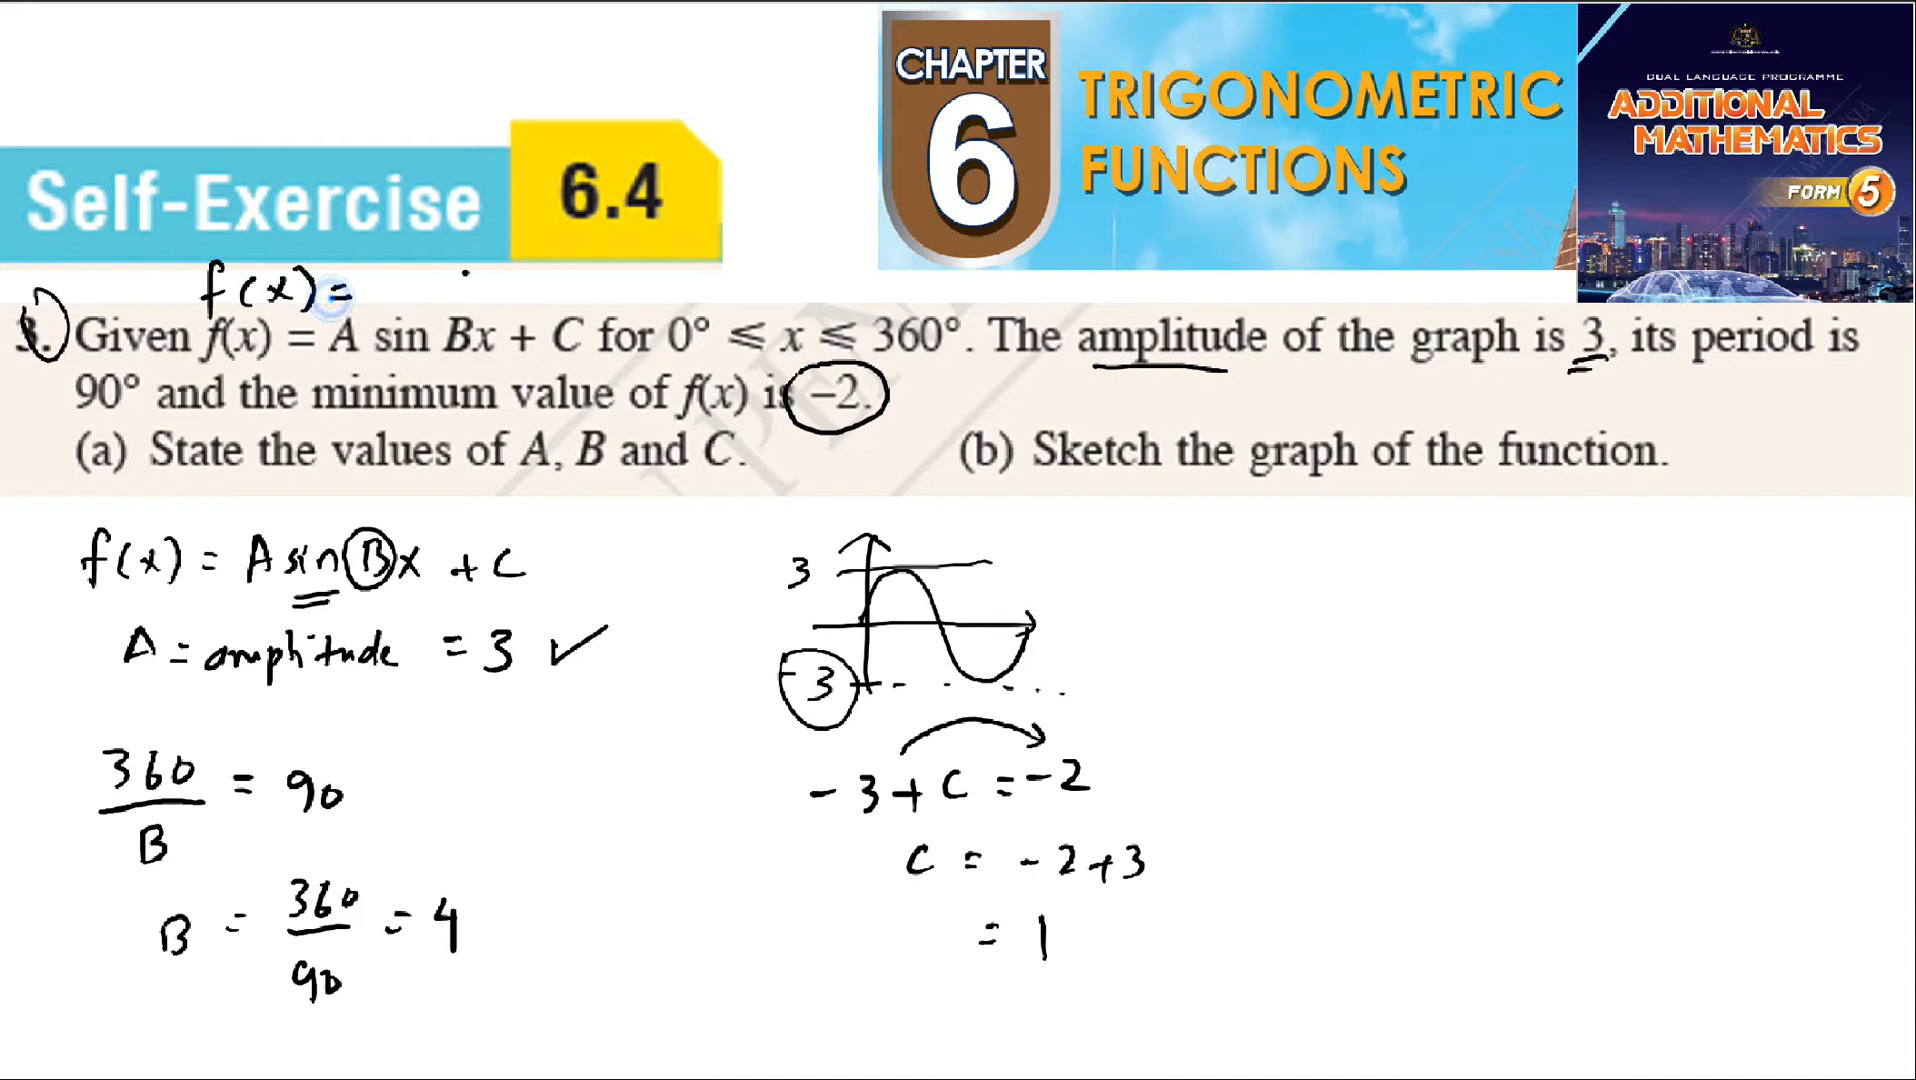 CHAPTER
6
TRIGONOMETRIC
FUNCTIONS
DUAL LANGUAGE PROGRAMME
ADDITIONAL
MATHEMATICS
FORM 5
Self-Exercise 6.4
f(x)=
3. Given f(x) = A sin Bx + C for 0° ⩽ x ⩽ 360°. The amplitude of the graph is 3, its period is
90° and the minimum value of f(x) is –2.
(a) State the values of A, B and C. (b) Sketch the graph of the function.
f(x) = A sin B x + C
A = amplitude = 3 ✓
360/B = 90
B = 360/90 = 4
3
-3
-3 + C = -2
C = -2+3
= 1